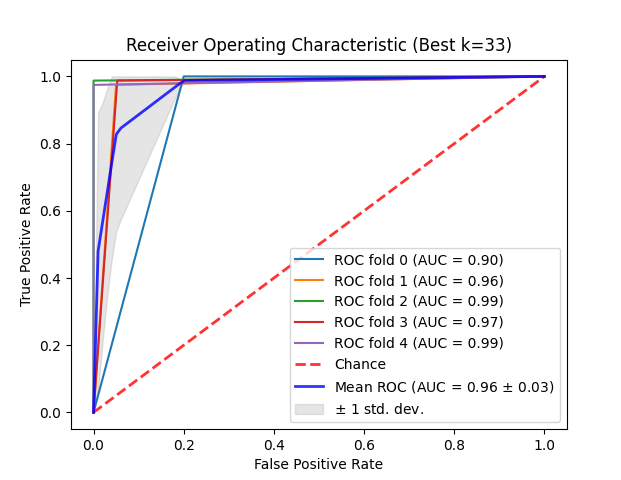 Receiver Operating Characteristic (Best k=33)
True Positive Rate
1.0
0.8
0.6
0.4
0.2
0.0
ROC fold 0 (AUC = 0.90)
ROC fold 1 (AUC = 0.96)
ROC fold 2 (AUC = 0.99)
ROC fold 3 (AUC = 0.97)
ROC fold 4 (AUC = 0.99)
Chance
Mean ROC (AUC = 0.96 ± 0.03)
± 1 std. dev.
0.0 0.2 0.4 0.6 0.8 1.0
False Positive Rate